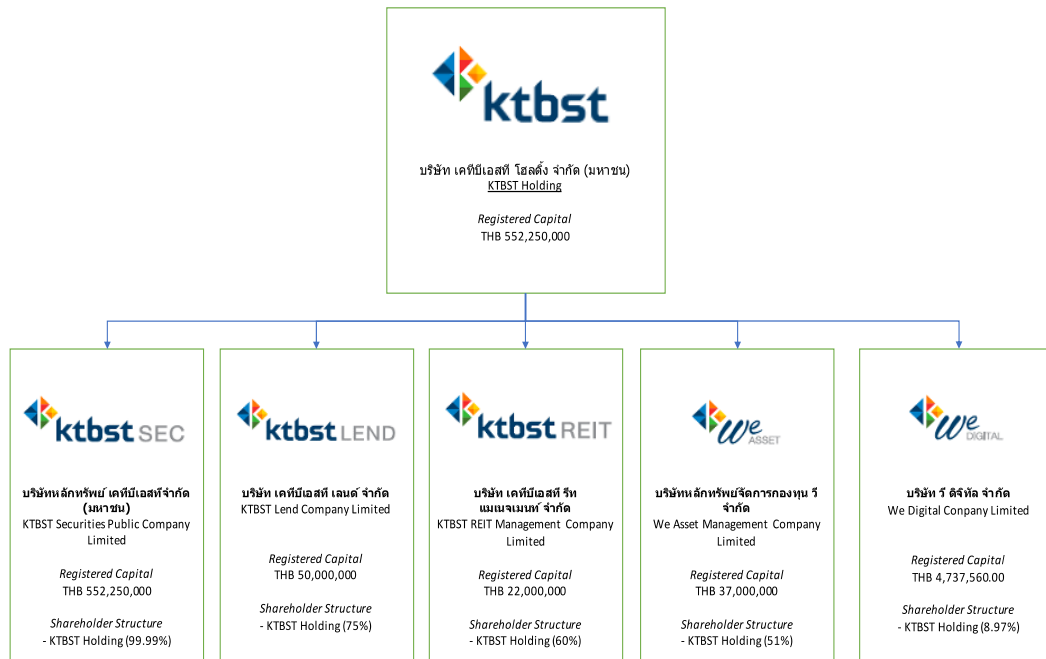 ktbst
บริษัท เคทีบีเอสที โฮลดิ้ง จำกัด (มหาชน)
KTBST Holding
Registered Capital
THB 552,250,000
ktbst SEC
บริษัทหลักทรัพย์ เคทีบีเอสทีจำกัด
(มหาชน)
KTBST Securities Public Company
Limited
Registered Capital
THB 552,250,000
Shareholder Structure
- KTBST Holding (99.99%)
ktbst LEND
บริษัท เคทีบีเอสที เลนด์ จำกัด
KTBST Lend Company Limited
Registered Capital
THB 50,000,000
Shareholder Structure
- KTBST Holding (75%)
ktbst REIT
บริษัท เคทีบีเอสที รีท
แมเนจเมนท์ จำกัด
KTBST REIT Management Company
Limited
Registered Capital
THB 22,000,000
Shareholder Structure
- KTBST Holding (60%)
We
ASSET
บริษัทหลักทรัพย์จัดการกองทุน วี
จำกัด
We Asset Management Company
Limited
Registered Capital
THB 37,000,000
Shareholder Structure
- KTBST Holding (51%)
We
DIGITAL
บริษัท วี ดิจิทัล จำกัด
We Digital Conpany Limited
Registered Capital
THB 4,737,560.00
Shareholder Structure
- KTBST Holding (8.97%)